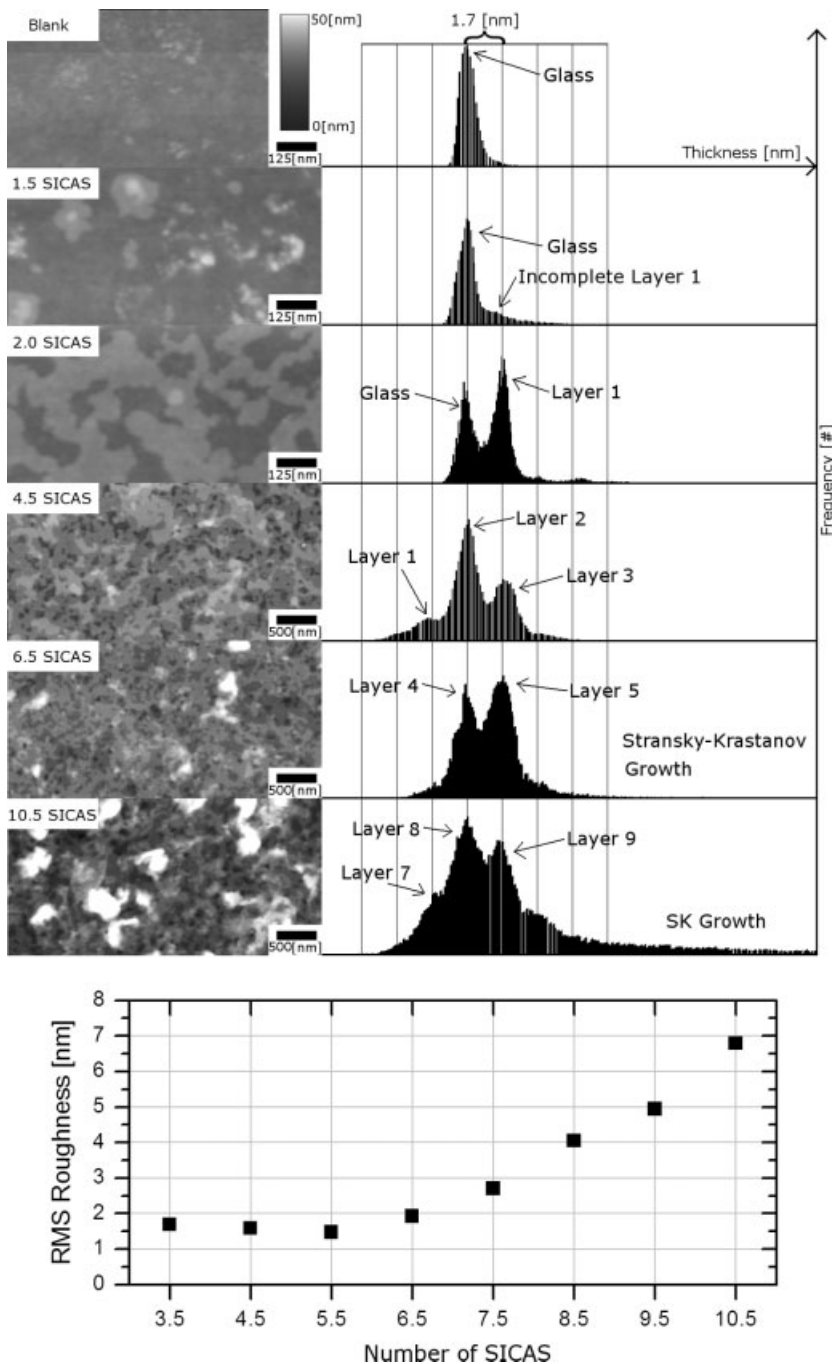 Blank
50[nm]
0[nm]
125[nm]
1.7 [nm]
Glass
Thickness [nm]
1.5 SICAS
125[nm]
Glass
Incomplete Layer 1
2.0 SICAS
125[nm]
Glass
Layer 1
Frequency [#]
4.5 SICAS
500[nm]
Layer 1
Layer 2
Layer 3
6.5 SICAS
500[nm]
Layer 4
Layer 5
Stransky-Krastanov
Growth
10.5 SICAS
500[nm]
Layer 7
Layer 8
Layer 9
SK Growth
RMS Roughness [nm]
8
7
6
5
4
3
2
1
0
3.5 4.5 5.5 6.5 7.5 8.5 9.5 10.5
Number of SICAS